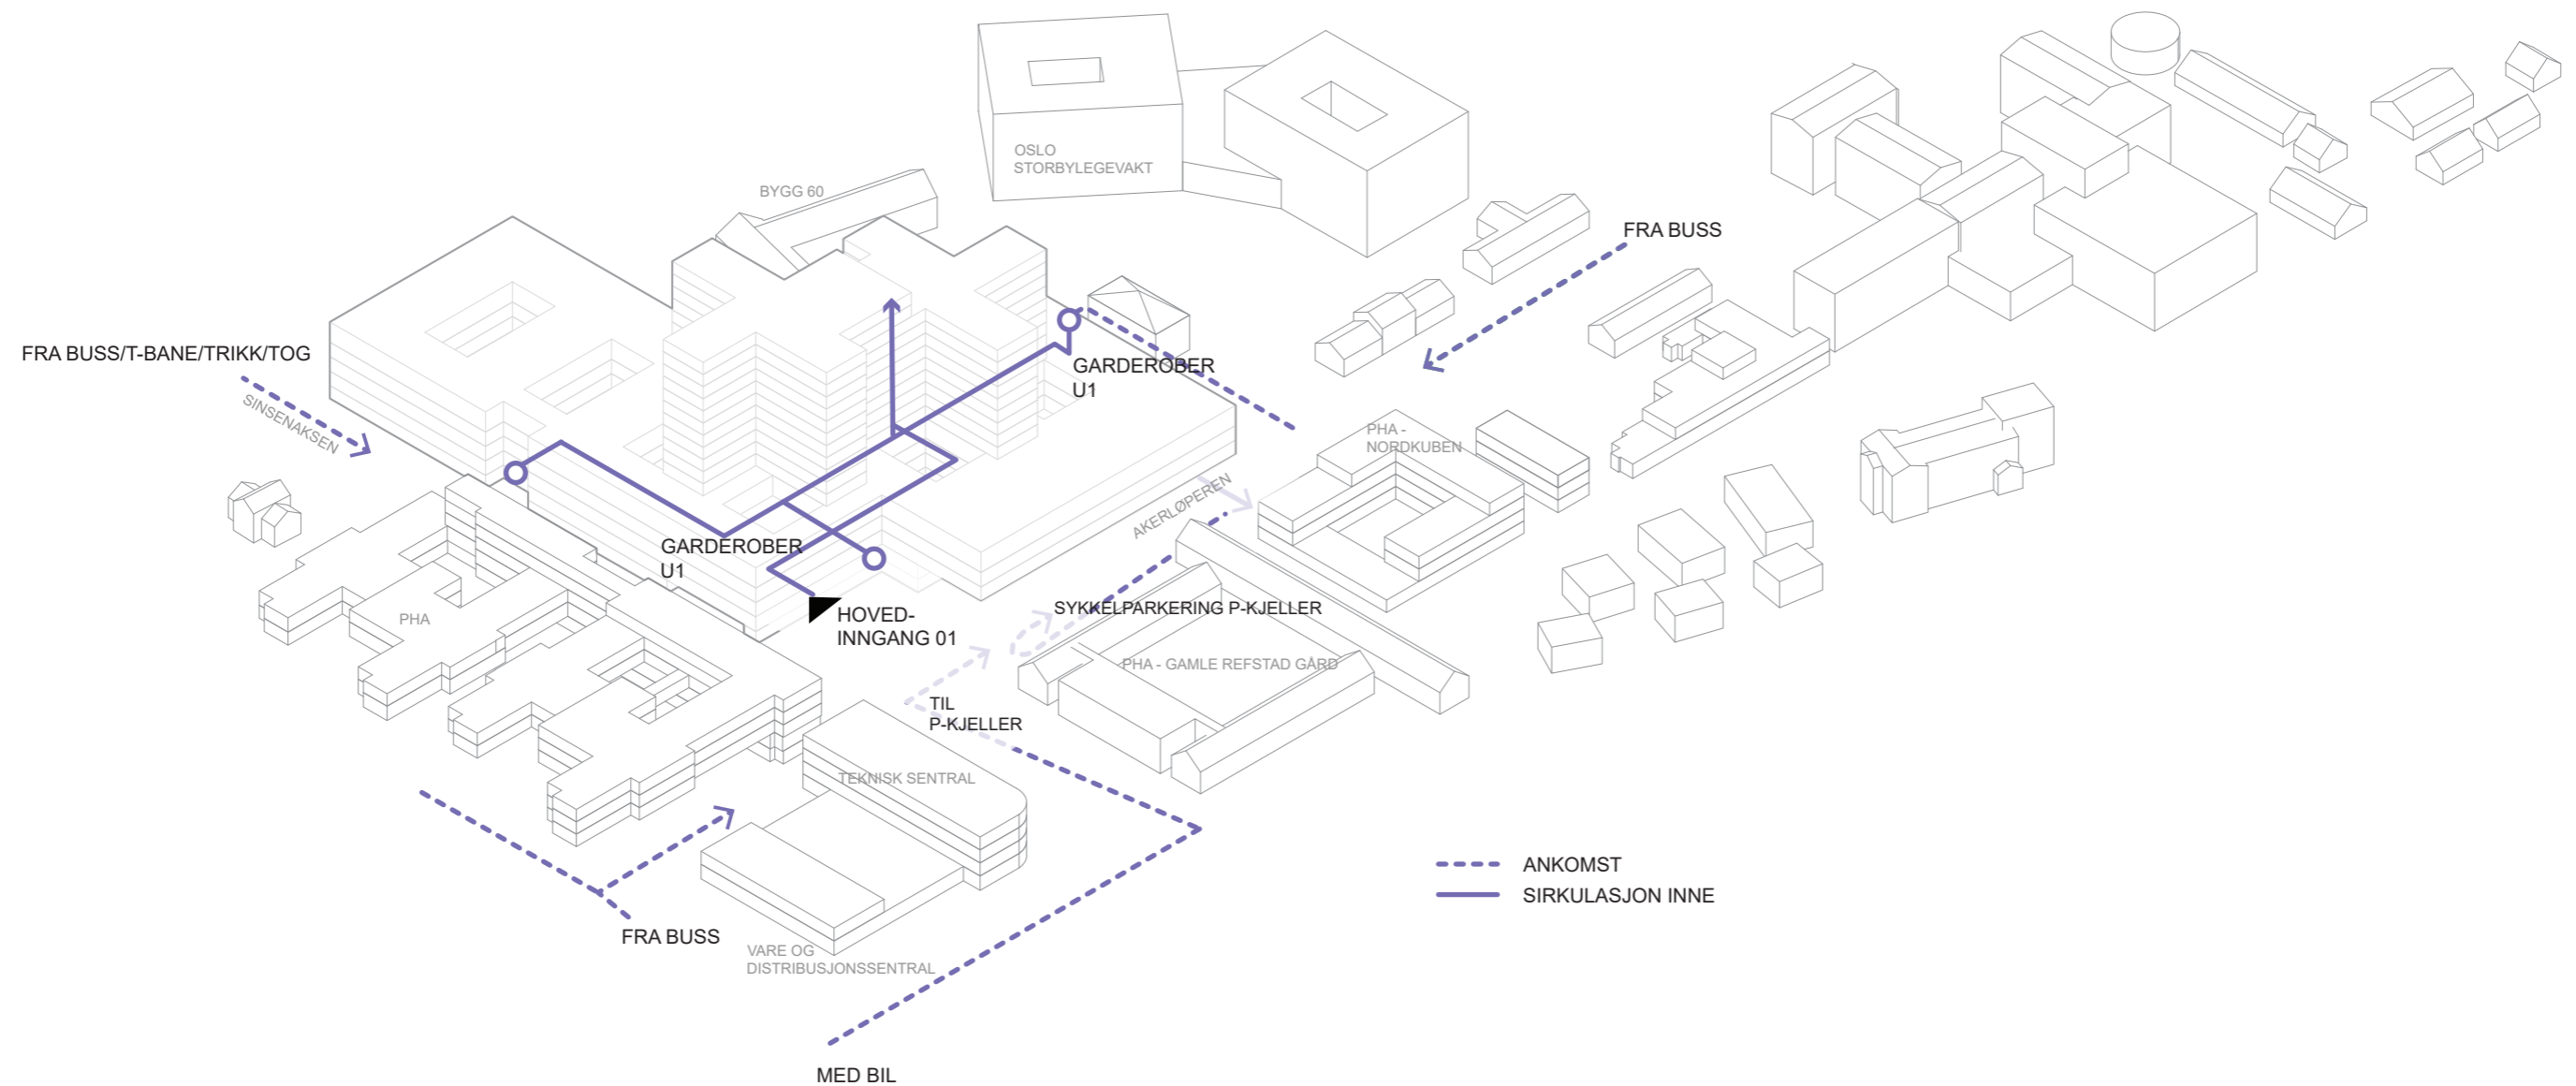 OSLO
STORBYLEGEVAKT
BYGG 60
FRA BUSS
FRA BUSS/T-BANE/TRIKK/TOG
SINSENAKSEN
GARDEROBER
U1
PHA -
NORDKUBEN
AKERLØPEREN
GARDEROBER
U1
PHA
HOVED-
INNGANG 01
SYKKELPARKERING P-KJELLER
PHA - GAMLE REFSTAD GÅRD
TIL
P-KJELLER
TEKNISK SENTRAL
ANKOMST
SIRKULASJON INNE
FRA BUSS
VARE OG
DISTRIBUSJONSSENTRAL
MED BIL